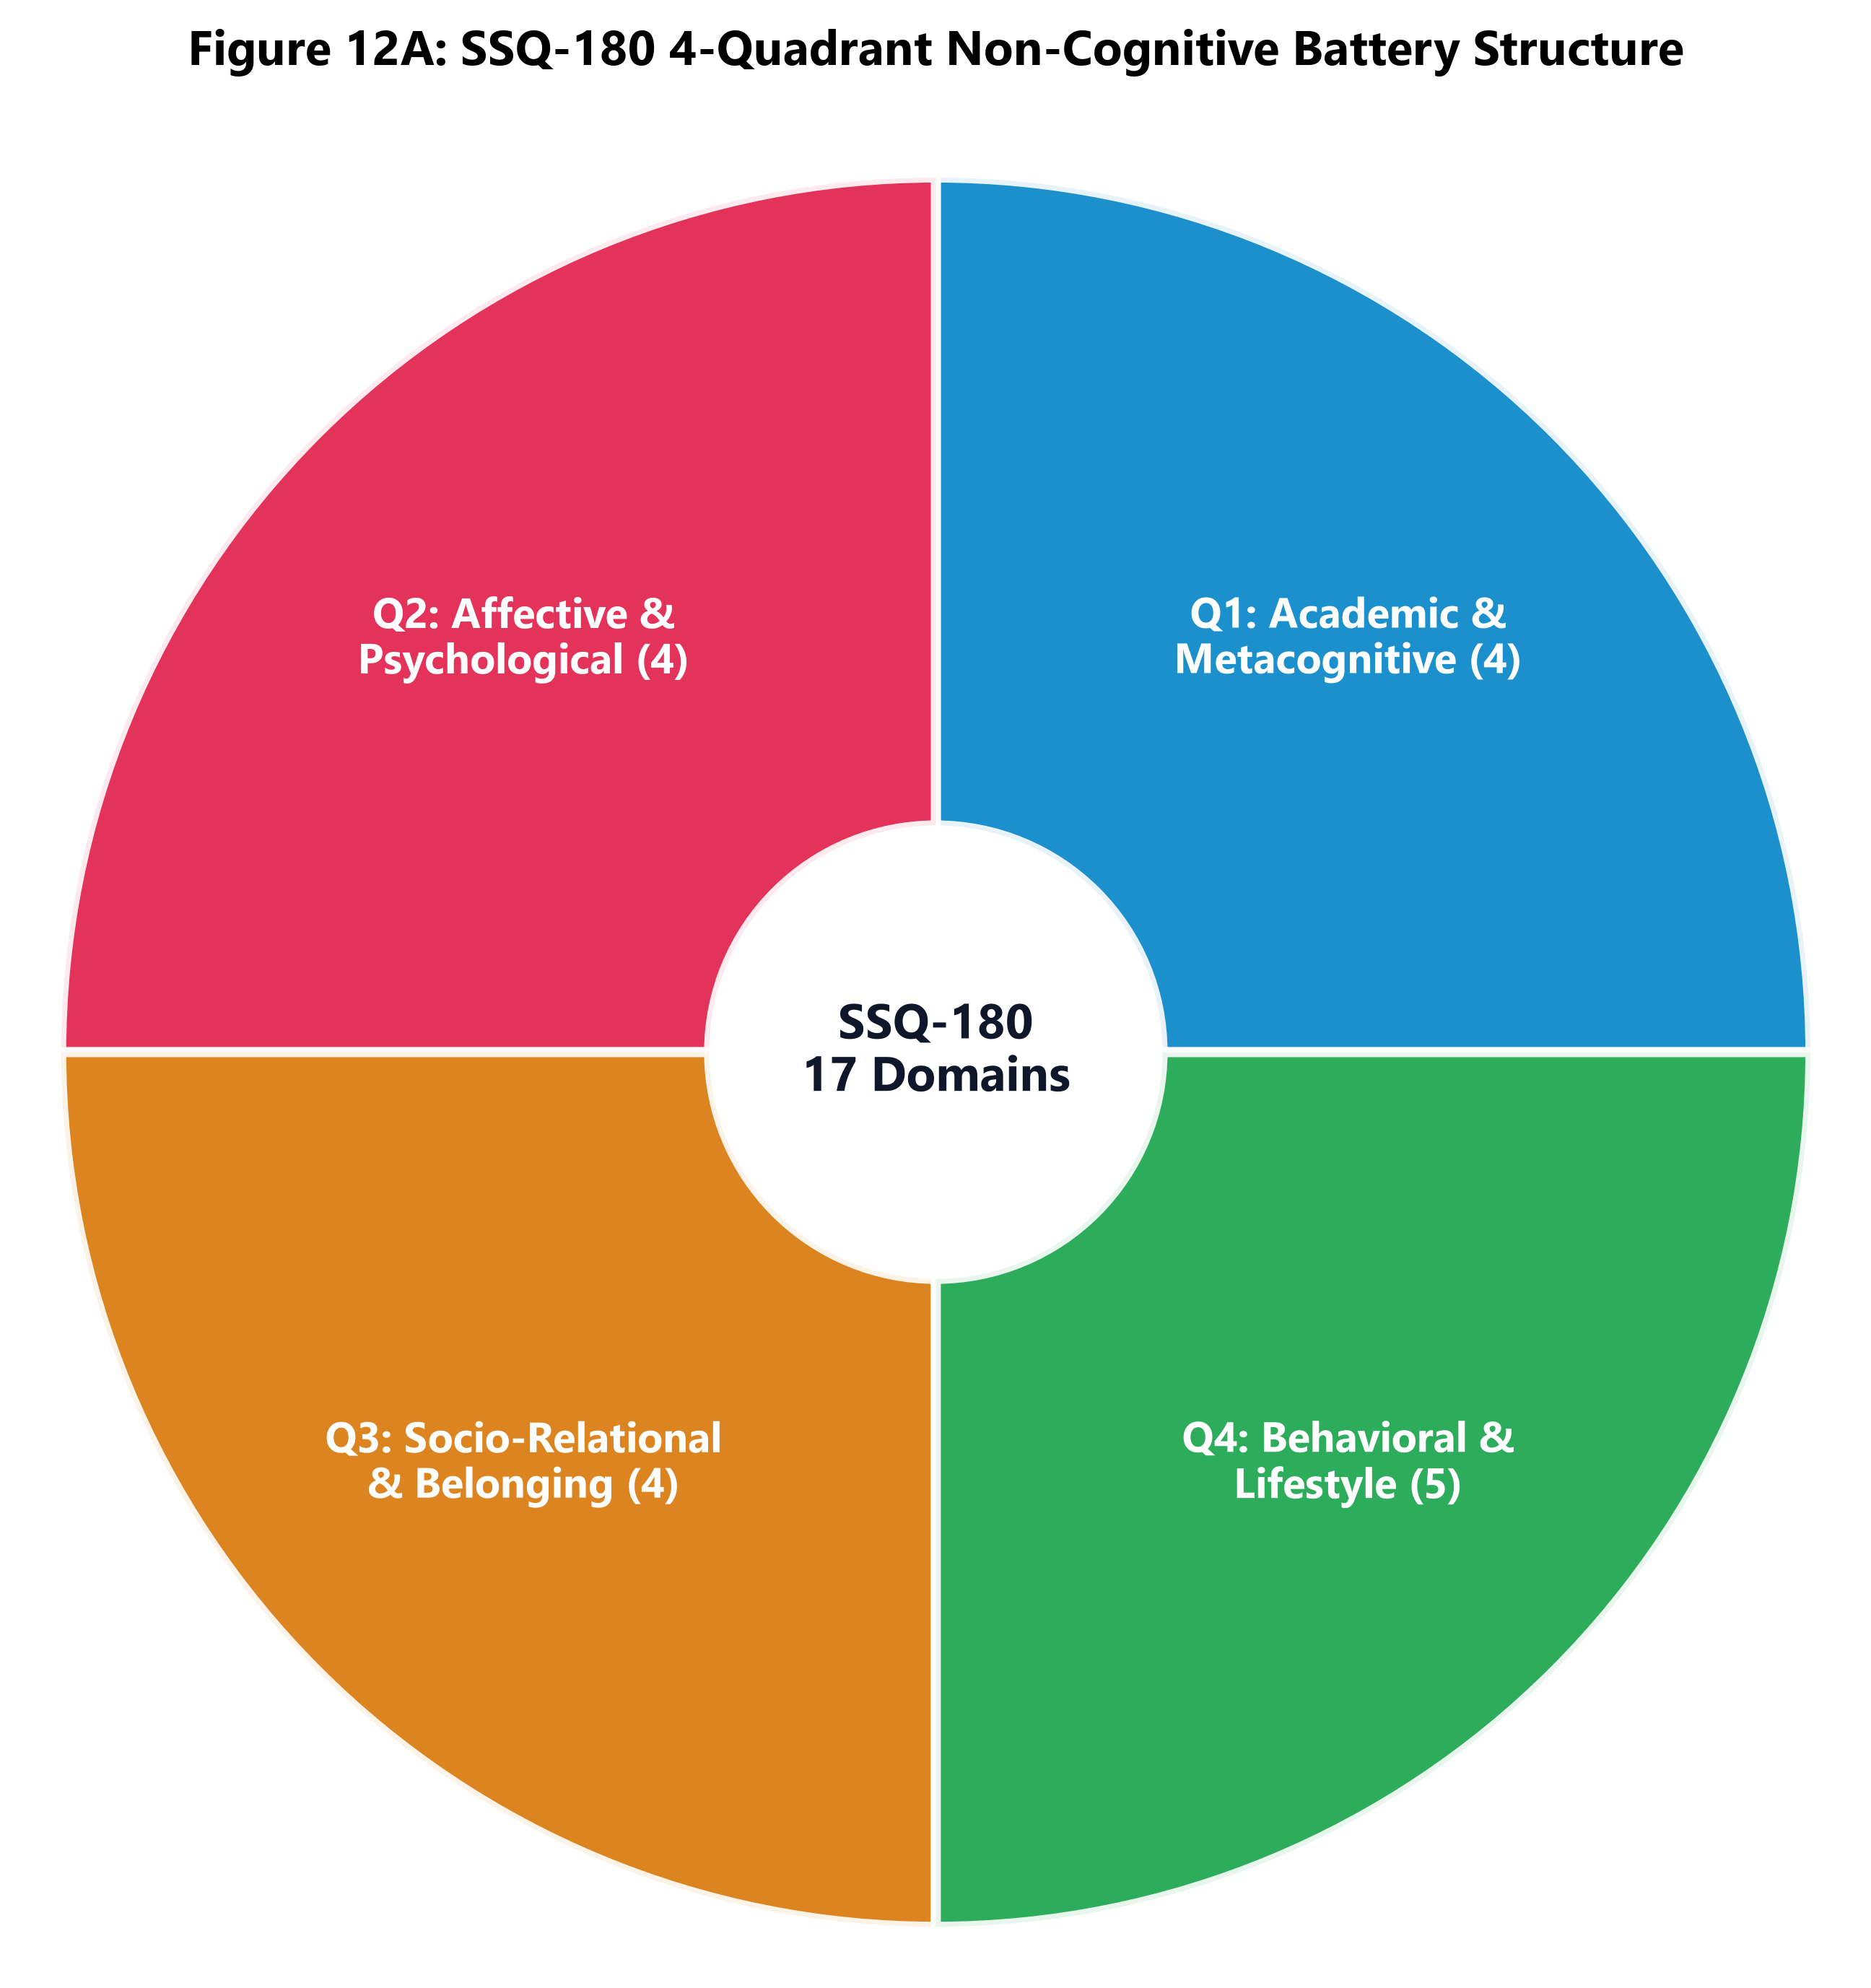 Figure 12A: SSQ-180 4-Quadrant Non-Cognitive Battery Structure
Q2: Affective &
Psychological (4)
Q1: Academic &
Metacognitive (4)
SSQ-180
17 Domains
Q3: Socio-Relational
& Belonging (4)
Q4: Behavioral &
Lifestyle (5)